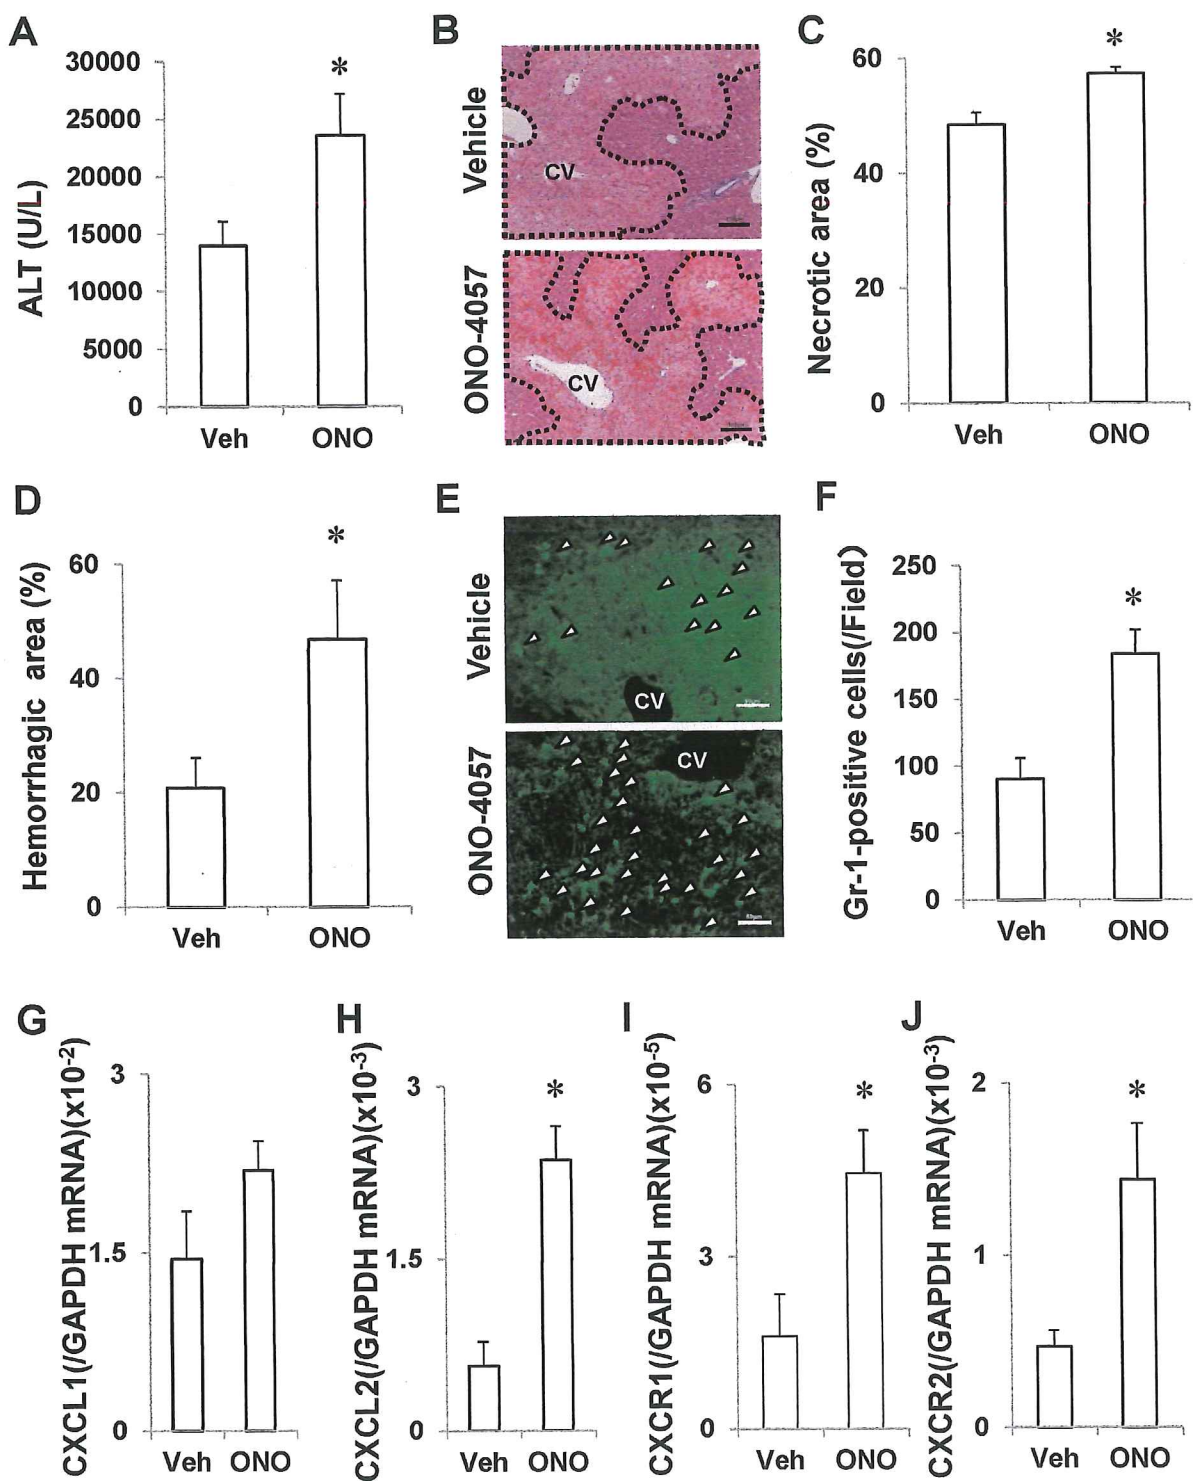 A
ALT (U/L)
30000
25000
20000
15000
10000
5000
0
*
Veh
ONO
B
Vehicle
CV
ONO-4057
CV
C
Necrotic area (%)
60
40
20
0
*
Veh
ONO
D
Hemorrhagic area (%)
60
40
20
0
*
Veh
ONO
E
Vehicle
CV
ONO-4057
CV
F
Gr-1-positive cells(/Field)
250
200
150
100
50
0
*
Veh
ONO
G
CXCL1(/GAPDH mRNA)(x10⁻²)
3
1.5
0
Veh
ONO
H
CXCL2(/GAPDH mRNA)(x10⁻³)
3
1.5
0
*
Veh
ONO
I
CXCR1(/GAPDH mRNA)(x10⁻⁵)
6
3
0
*
Veh
ONO
J
CXCR2(/GAPDH mRNA)(x10⁻³)
2
1
0
*
Veh
ONO